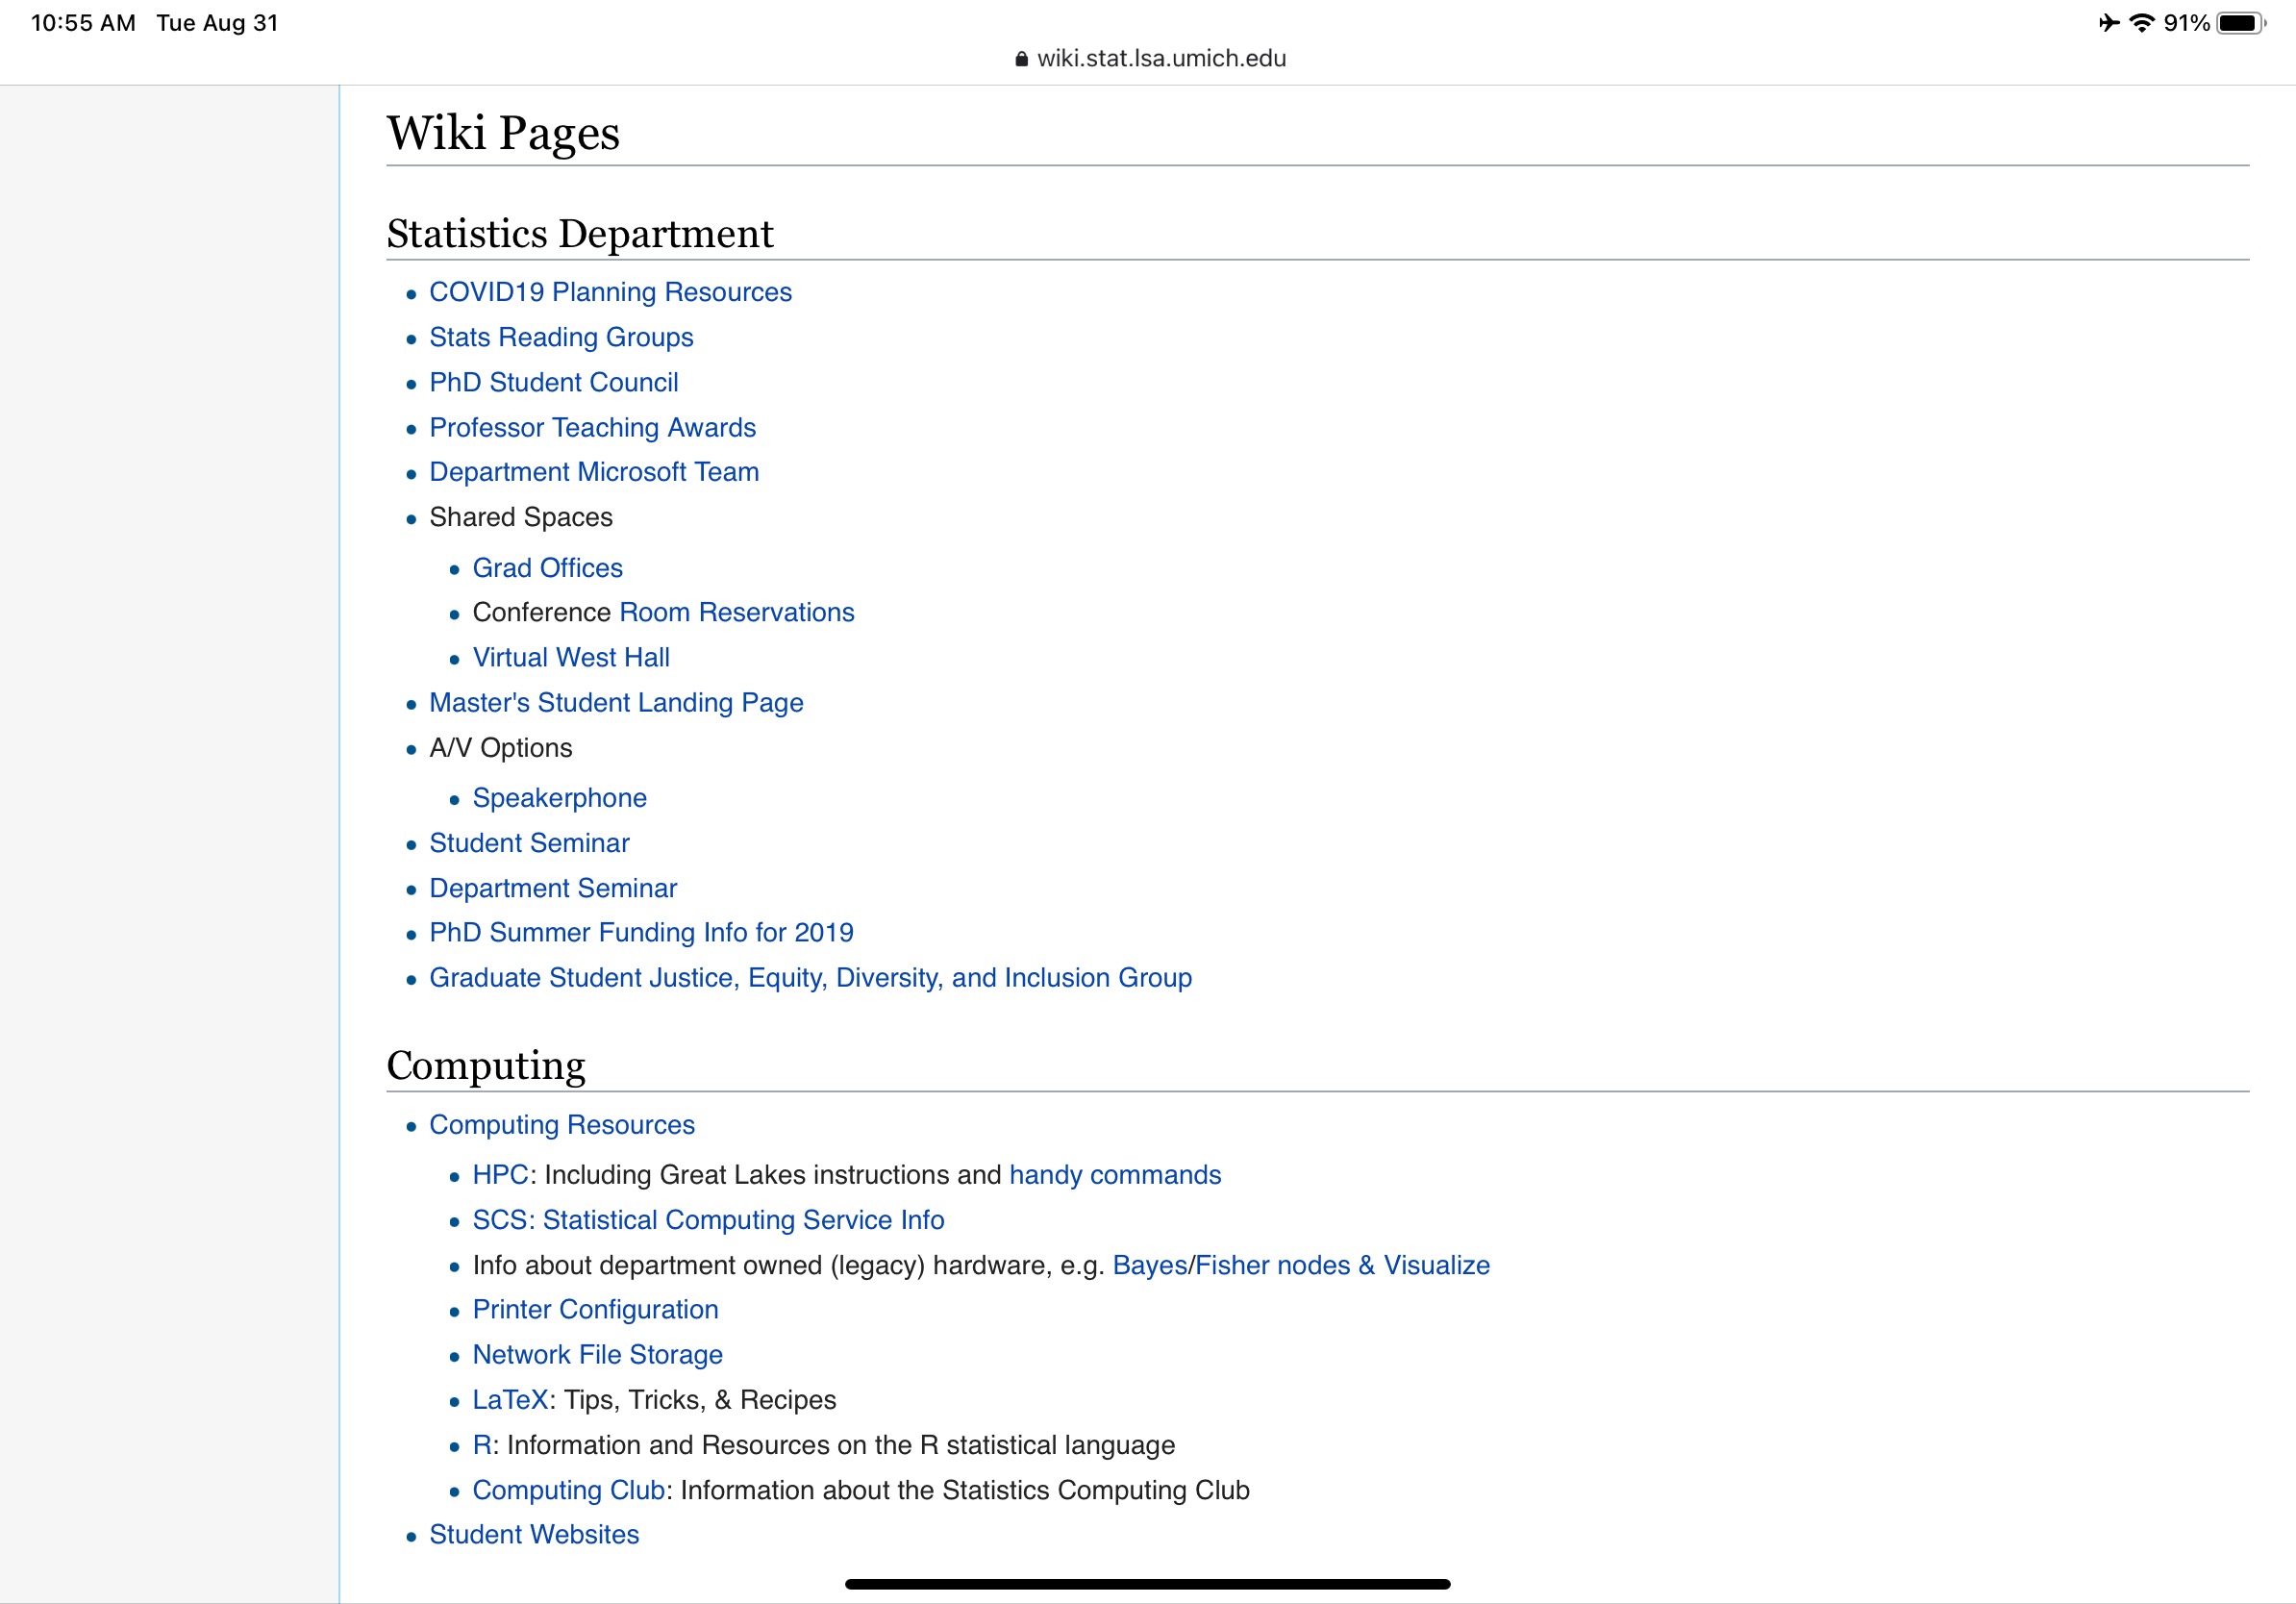 10:55 AM Tue Aug 31
91%
wiki.stat.lsa.umich.edu
Wiki Pages
Statistics Department
COVID19 Planning Resources
Stats Reading Groups
PhD Student Council
Professor Teaching Awards
Department Microsoft Team
Shared Spaces
Grad Offices
Conference Room Reservations
Virtual West Hall
Master's Student Landing Page
A/V Options
Speakerphone
Student Seminar
Department Seminar
PhD Summer Funding Info for 2019
Graduate Student Justice, Equity, Diversity, and Inclusion Group
Computing
Computing Resources
HPC: Including Great Lakes instructions and handy commands
SCS: Statistical Computing Service Info
Info about department owned (legacy) hardware, e.g. Bayes/Fisher nodes & Visualize
Printer Configuration
Network File Storage
LaTeX: Tips, Tricks, & Recipes
R: Information and Resources on the R statistical language
Computing Club: Information about the Statistics Computing Club
Student Websites